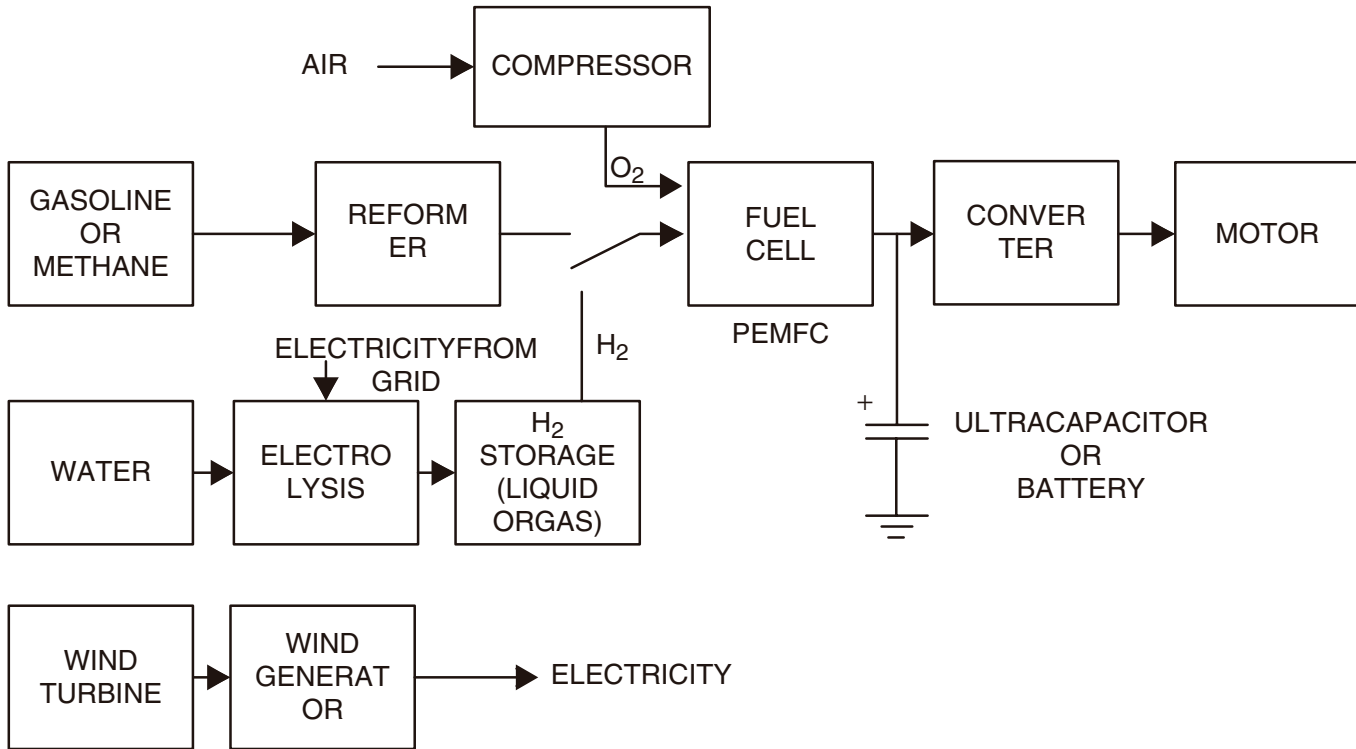 AIR
COMPRESSOR
O2
GASOLINE
OR
METHANE
REFORM
ER
FUEL
CELL
CONVER
TER
MOTOR
PEMFC
H2
ELECTRICITYFROM
GRID
WATER
ELECTRO
LYSIS
H2
STORAGE
(LIQUID
ORGAS)
+
ULTRACAPACITOR
OR
BATTERY
WIND
TURBINE
WIND
GENERAT
OR
ELECTRICITY